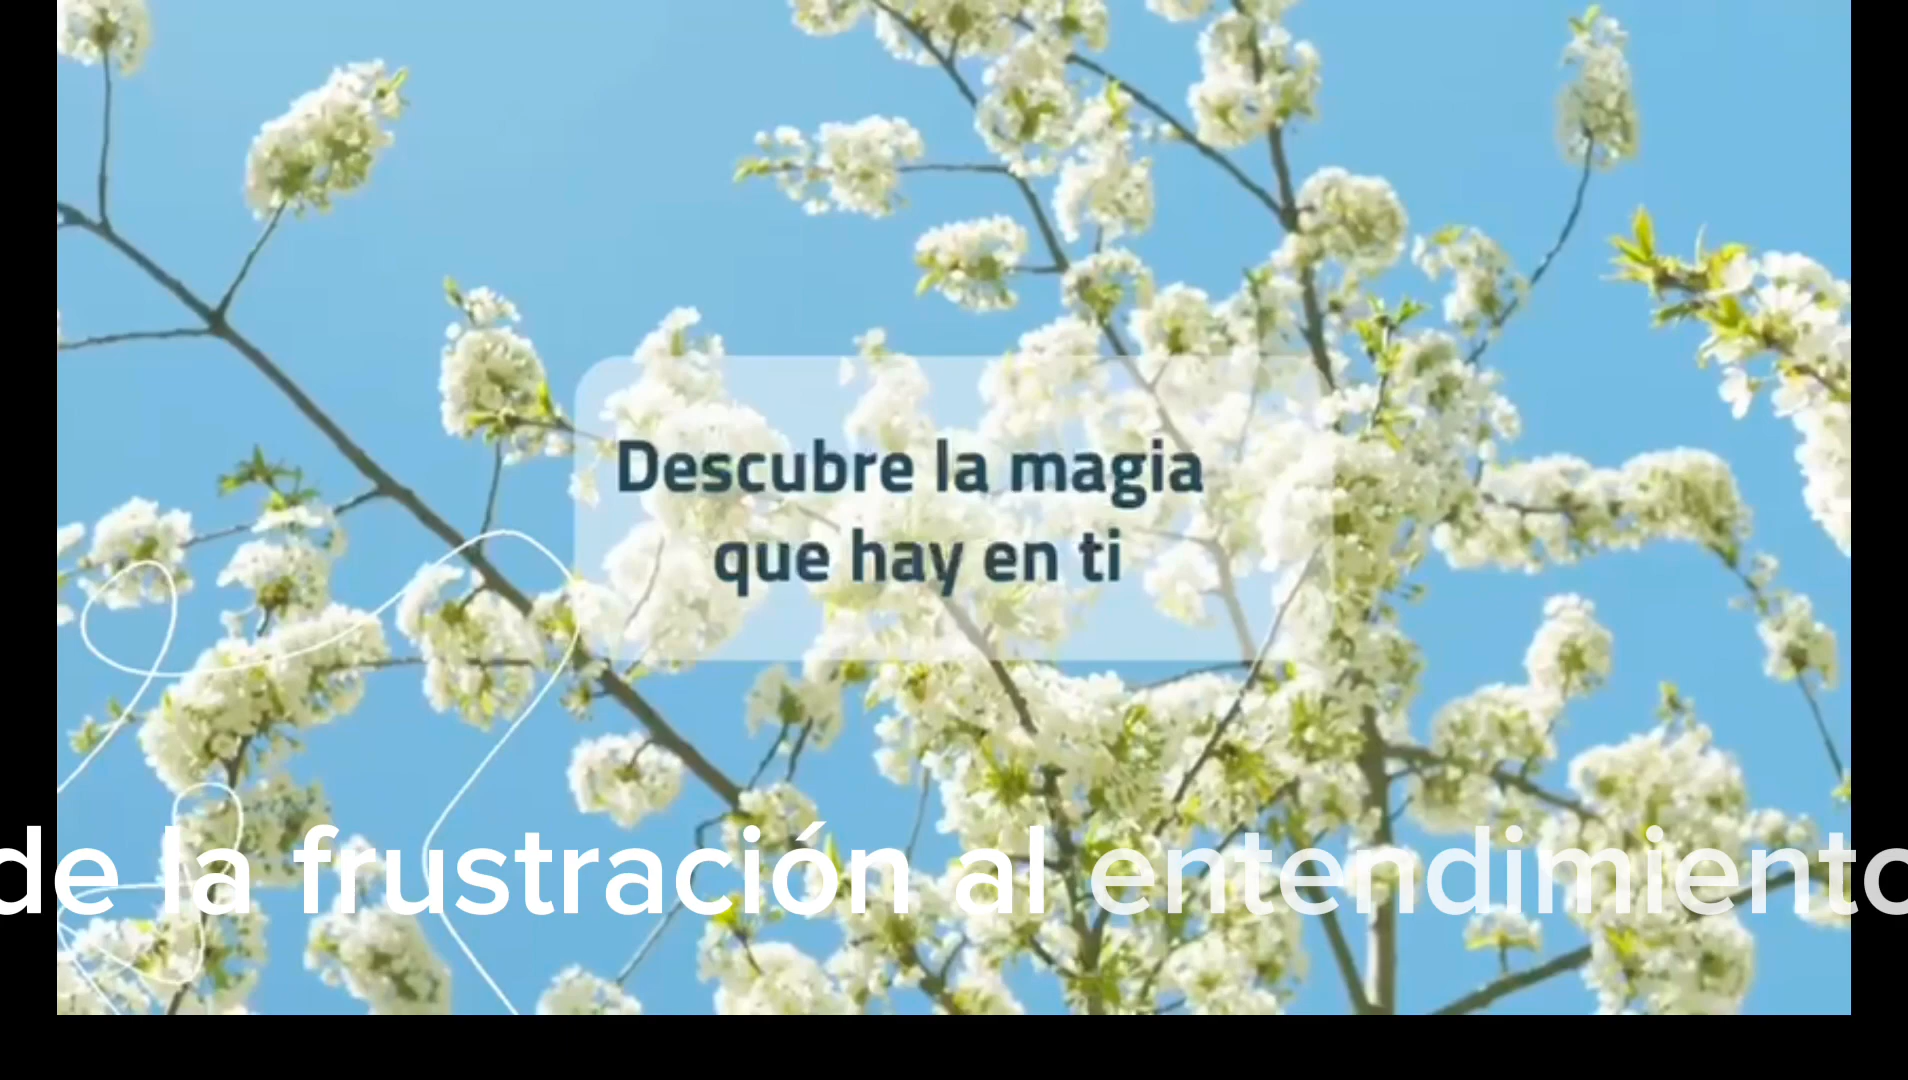 Descubre la magia
que hay en ti
de la frustración al entendimiento